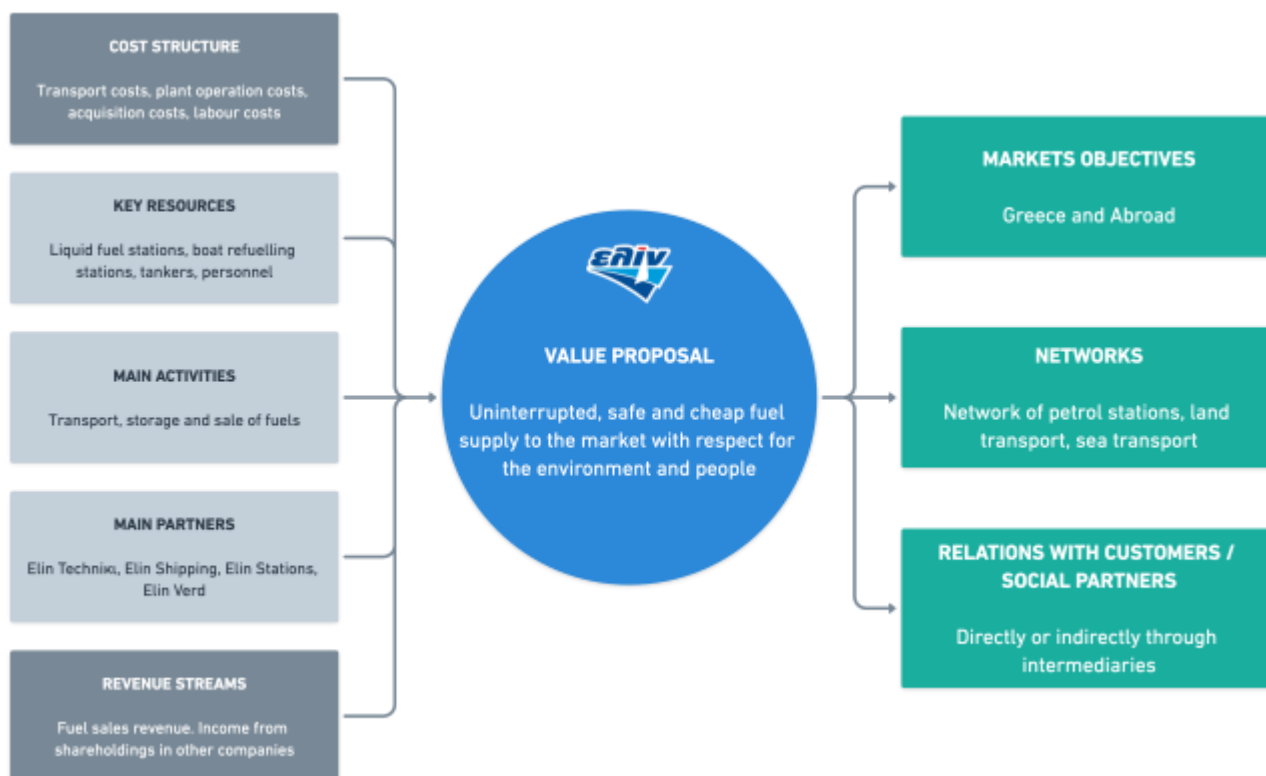 COST STRUCTURE
Transport costs, plant operation costs,
acquisition costs, labour costs
KEY RESOURCES
Liquid fuel stations, boat refuelling
stations, tankers, personnel
MAIN ACTIVITIES
Transport, storage and sale of fuels
MAIN PARTNERS
Elin Technikι, Elin Shipping, Elin Stations,
Elin Verd
REVENUE STREAMS
Fuel sales revenue. Income from
shareholdings in other companies
ελίν
VALUE PROPOSAL
Uninterrupted, safe and cheap fuel
supply to the market with respect for
the environment and people
MARKETS OBJECTIVES
Greece and Abroad
NETWORKS
Network of petrol stations, land
transport, sea transport
RELATIONS WITH CUSTOMERS /
SOCIAL PARTNERS
Directly or indirectly through
intermediaries